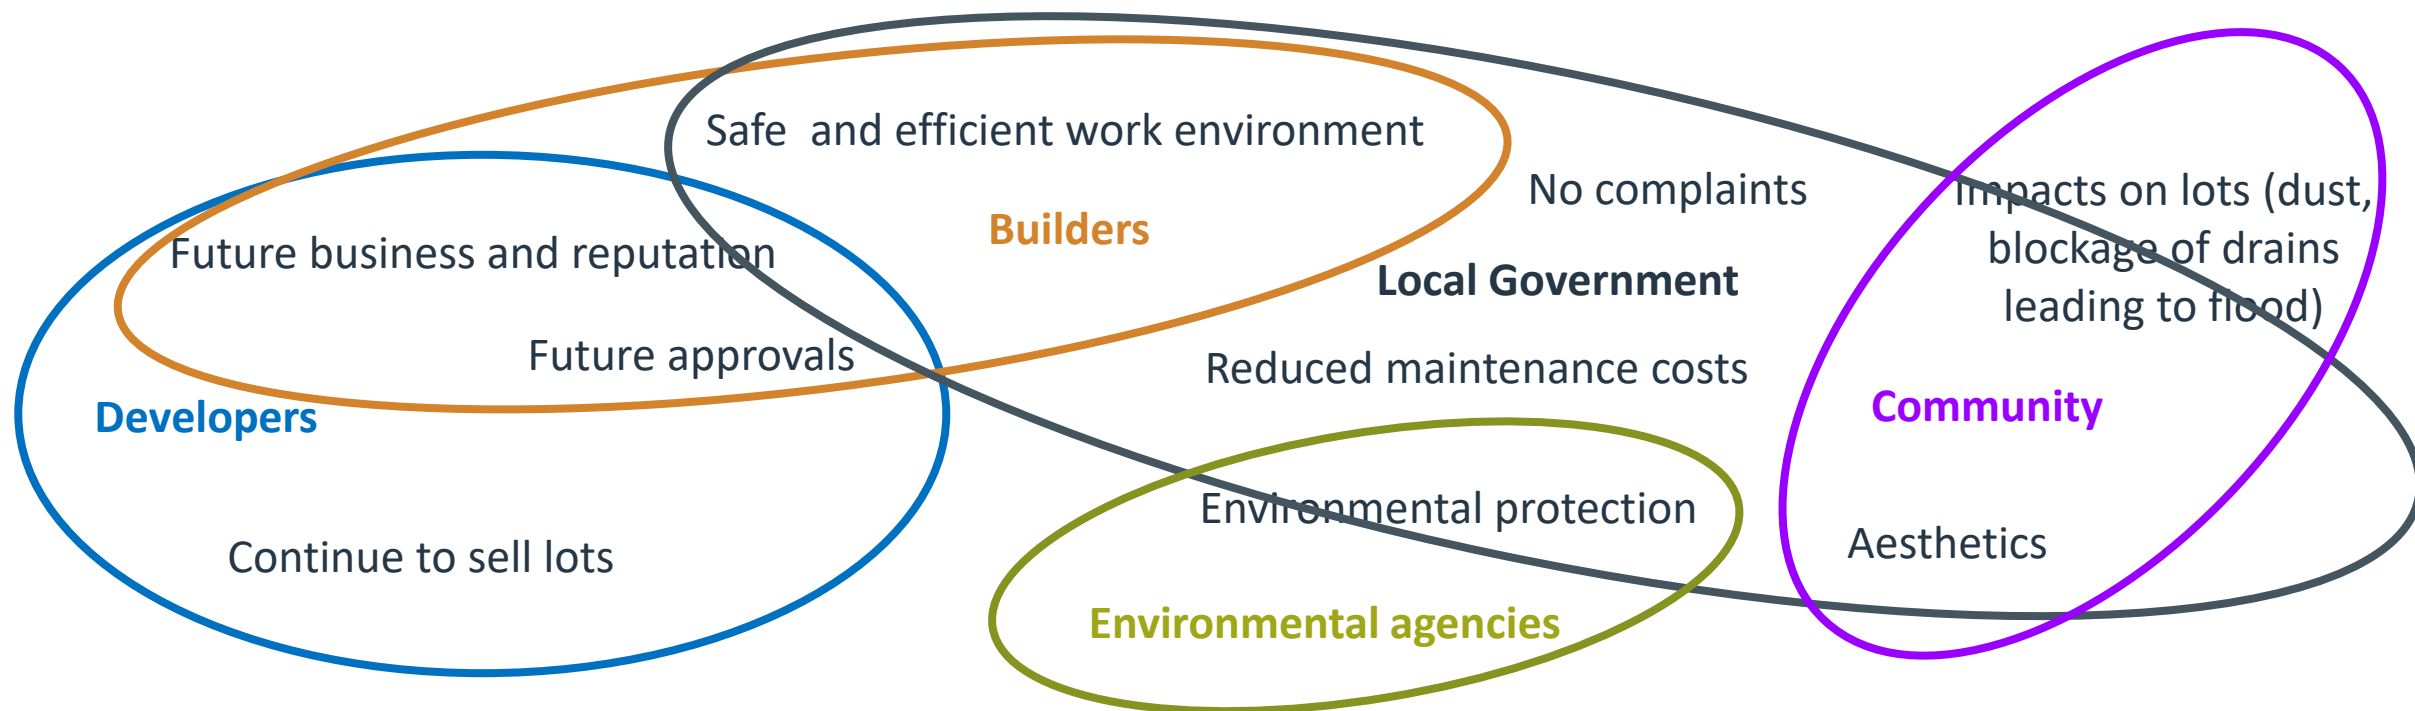 Safe  and efficient work environment
Builders
Future business and reputation
Future approvals
Developers
Continue to sell lots
No complaints
Local Government
Reduced maintenance costs
Environmental protection
Environmental agencies
Impacts on lots (dust,
blockage of drains
leading to flood)
Community
Aesthetics